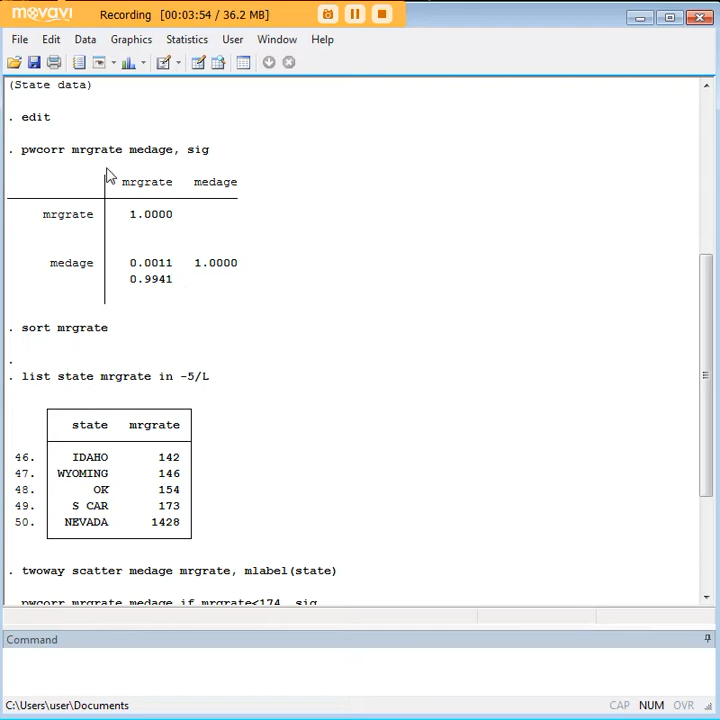 movavi Recording [00:03:54 / 36.2 MB]
File Edit Data Graphics Statistics User Window Help
(State data)
. edit
. pwcorr mrgrate medage, sig
mrgrate medage
mrgrate 1.0000
medage 0.0011 1.0000
0.9941
. sort mrgrate
.
. list state mrgrate in -5/L
state mrgrate
46. IDAHO 142
47. WYOMING 146
48. OK 154
49. S CAR 173
50. NEVADA 1428
. twoway scatter medage mrgrate, mlabel(state)
. pwcorr mrgrate medage if mrgrate<174, sig
Command
C:\Users\user\Documents CAP NUM OVR